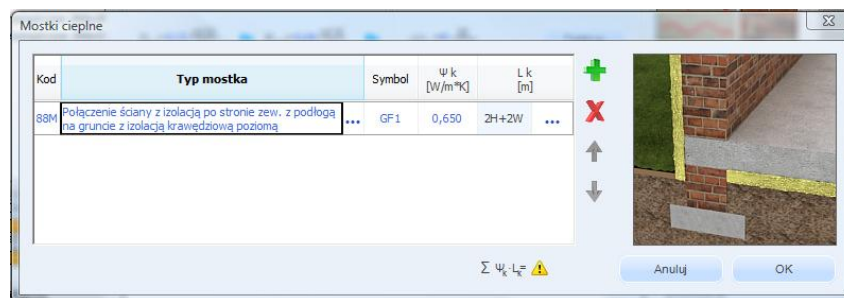 Mostki cieplne
Kod Typ mostka Symbol Ψ k [W/m*K] L k [m]
88M Połączenie ściany z izolacją po stronie zew. z podłogą na gruncie z izolacją krawędziową poziomą ... GF1 0,650 2H+2W ...
Σ Ψk·Lk=
Anuluj OK